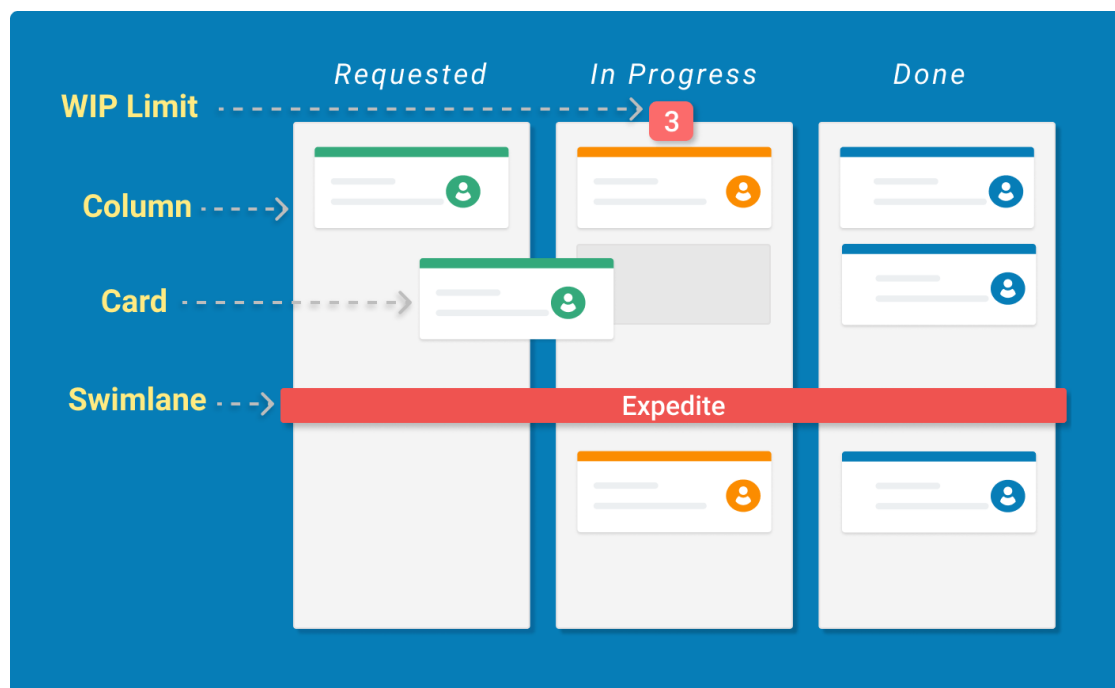 Requested
In Progress
Done
WIP Limit
3
Column
Card
Swimlane
Expedite